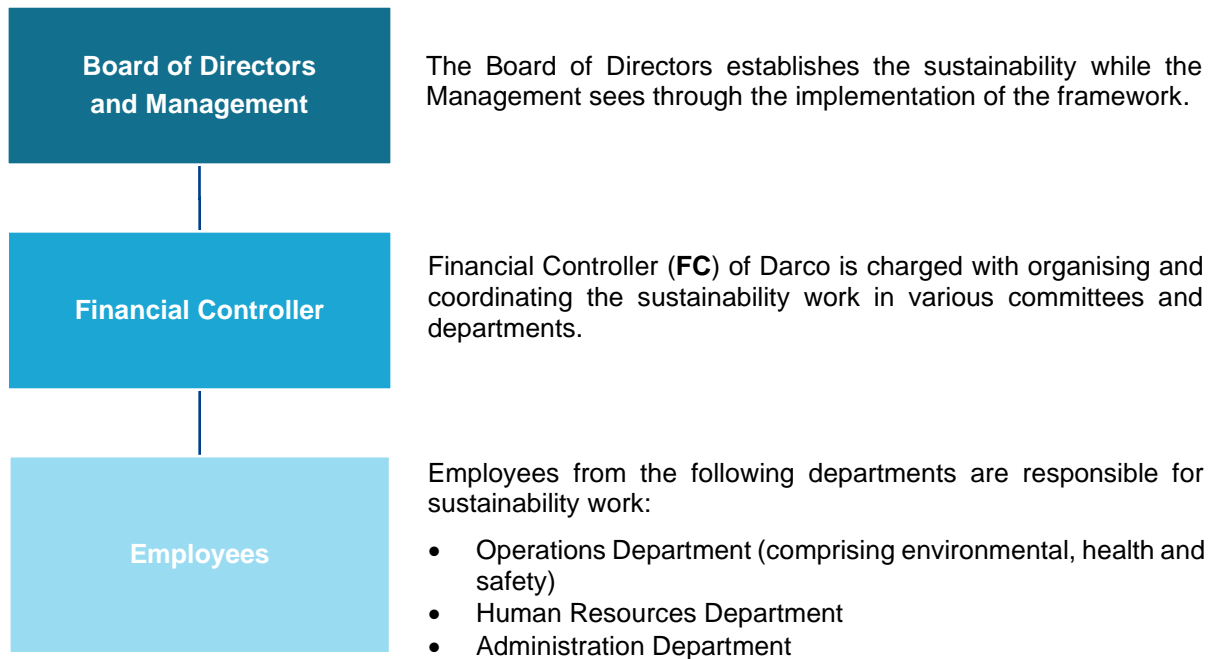 Board of Directors
and Management
The Board of Directors establishes the sustainability while the
Management sees through the implementation of the framework.
Financial Controller
Financial Controller (FC) of Darco is charged with organising and
coordinating the sustainability work in various committees and
departments.
Employees
Employees from the following departments are responsible for
sustainability work:
• Operations Department (comprising environmental, health and
safety)
• Human Resources Department
• Administration Department